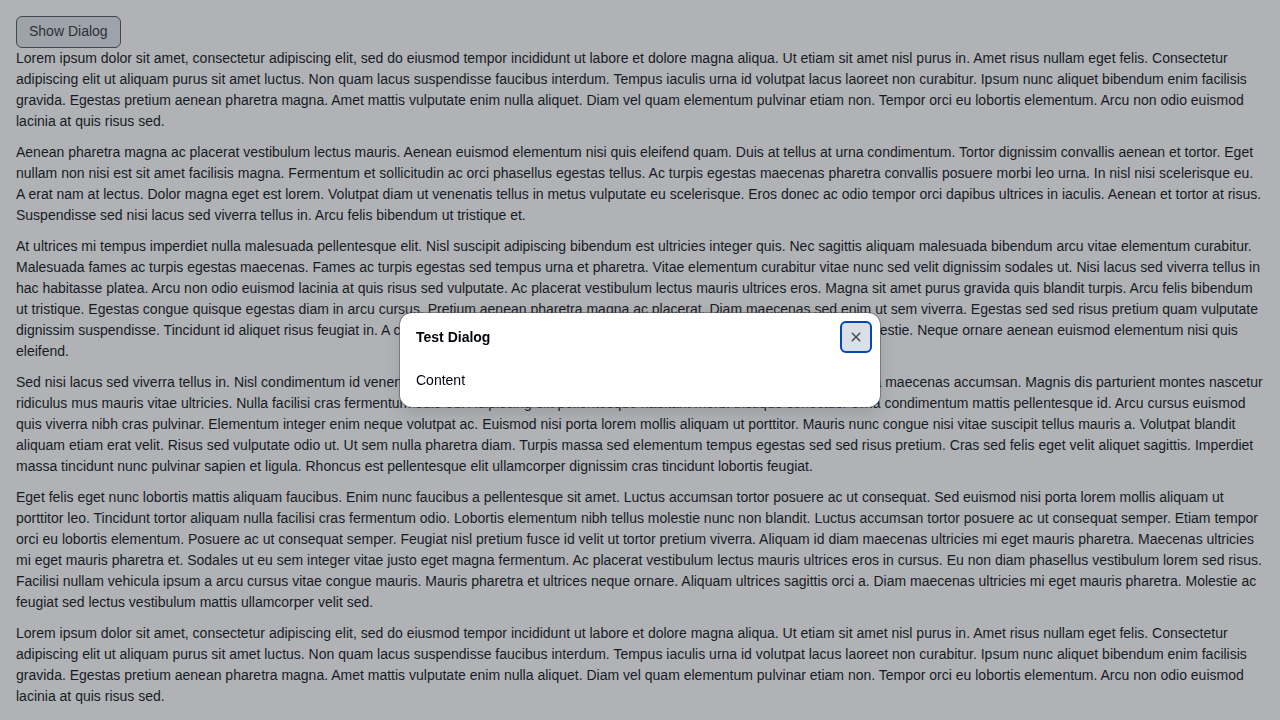 Show Dialog
Lorem ipsum dolor sit amet, consectetur adipiscing elit, sed do eiusmod tempor incididunt ut labore et dolore magna aliqua. Ut etiam sit amet nisl purus in. Amet risus nullam eget felis. Consectetur
adipiscing elit ut aliquam purus sit amet luctus. Non quam lacus suspendisse faucibus interdum. Tempus iaculis urna id volutpat lacus laoreet non curabitur. Ipsum nunc aliquet bibendum enim facilisis
gravida. Egestas pretium aenean pharetra magna. Amet mattis vulputate enim nulla aliquet. Diam vel quam elementum pulvinar etiam non. Tempor orci eu lobortis elementum. Arcu non odio euismod
lacinia at quis risus sed.
Aenean pharetra magna ac placerat vestibulum lectus mauris. Aenean euismod elementum nisi quis eleifend quam. Duis at tellus at urna condimentum. Tortor dignissim convallis aenean et tortor. Eget
nullam non nisi est sit amet facilisis magna. Fermentum et sollicitudin ac orci phasellus egestas tellus. Ac turpis egestas maecenas pharetra convallis posuere morbi leo urna. In nisl nisi scelerisque eu.
A erat nam at lectus. Dolor magna eget est lorem. Volutpat diam ut venenatis tellus in metus vulputate eu scelerisque. Eros donec ac odio tempor orci dapibus ultrices in iaculis. Aenean et tortor at risus.
Suspendisse sed nisi lacus sed viverra tellus in. Arcu felis bibendum ut tristique et.
At ultrices mi tempus imperdiet nulla malesuada pellentesque elit. Nisl suscipit adipiscing bibendum est ultricies integer quis. Nec sagittis aliquam malesuada bibendum arcu vitae elementum curabitur.
Malesuada fames ac turpis egestas maecenas. Fames ac turpis egestas sed tempus urna et pharetra. Vitae elementum curabitur vitae nunc sed velit dignissim sodales ut. Nisi lacus sed viverra tellus in
hac habitasse platea. Arcu non odio euismod lacinia at quis risus sed vulputate. Ac placerat vestibulum lectus mauris ultrices eros. Magna sit amet purus gravida quis blandit turpis. Arcu felis bibendum
ut tristique. Egestas congue quisque egestas diam in arcu cursus. Pretium aenean pharetra magna ac placerat. Diam maecenas sed enim ut sem viverra. Egestas sed sed risus pretium quam vulputate
dignissim suspendisse. Tincidunt id aliquet risus feugiat in. A Neque ornare aenean euismod elementum nisi quis
eleifend.
Test Dialog
Content
Sed nisi lacus sed viverra tellus in. Nisl condimentum id maecenas accumsan. Magnis dis parturient montes nascetur
ridiculus mus mauris vitae ultricies. Nulla facilisi cras condimentum mattis pellentesque id. Arcu cursus euismod
quis viverra nibh cras pulvinar. Elementum integer enim neque volutpat ac. Euismod nisi porta lorem mollis aliquam ut porttitor. Mauris nunc congue nisi vitae suscipit tellus mauris a. Volutpat blandit
aliquam etiam erat velit. Risus sed vulputate odio ut. Ut sem nulla pharetra diam. Turpis massa sed elementum tempus egestas sed sed risus pretium. Cras sed felis eget velit aliquet sagittis. Imperdiet
massa tincidunt nunc pulvinar sapien et ligula. Rhoncus est pellentesque elit ullamcorper dignissim cras tincidunt lobortis feugiat.
Eget felis eget nunc lobortis mattis aliquam faucibus. Enim nunc faucibus a pellentesque sit amet. Luctus accumsan tortor posuere ac ut consequat. Sed euismod nisi porta lorem mollis aliquam ut
porttitor leo. Tincidunt tortor aliquam nulla facilisi cras fermentum odio. Lobortis elementum nibh tellus molestie nunc non blandit. Luctus accumsan tortor posuere ac ut consequat semper. Etiam tempor
orci eu lobortis elementum. Posuere ac ut consequat semper. Feugiat nisl pretium fusce id velit ut tortor pretium viverra. Aliquam id diam maecenas ultricies mi eget mauris pharetra. Maecenas ultricies
mi eget mauris pharetra et. Sodales ut eu sem integer vitae justo eget magna fermentum. Ac placerat vestibulum lectus mauris ultrices eros in cursus. Eu non diam phasellus vestibulum lorem sed risus.
Facilisi nullam vehicula ipsum a arcu cursus vitae congue mauris. Mauris pharetra et ultrices neque ornare. Aliquam ultrices sagittis orci a. Diam maecenas ultricies mi eget mauris pharetra. Molestie ac
feugiat sed lectus vestibulum mattis ullamcorper velit sed.
Lorem ipsum dolor sit amet, consectetur adipiscing elit, sed do eiusmod tempor incididunt ut labore et dolore magna aliqua. Ut etiam sit amet nisl purus in. Amet risus nullam eget felis. Consectetur
adipiscing elit ut aliquam purus sit amet luctus. Non quam lacus suspendisse faucibus interdum. Tempus iaculis urna id volutpat lacus laoreet non curabitur. Ipsum nunc aliquet bibendum enim facilisis
gravida. Egestas pretium aenean pharetra magna. Amet mattis vulputate enim nulla aliquet. Diam vel quam elementum pulvinar etiam non. Tempor orci eu lobortis elementum. Arcu non odio euismod
lacinia at quis risus sed.